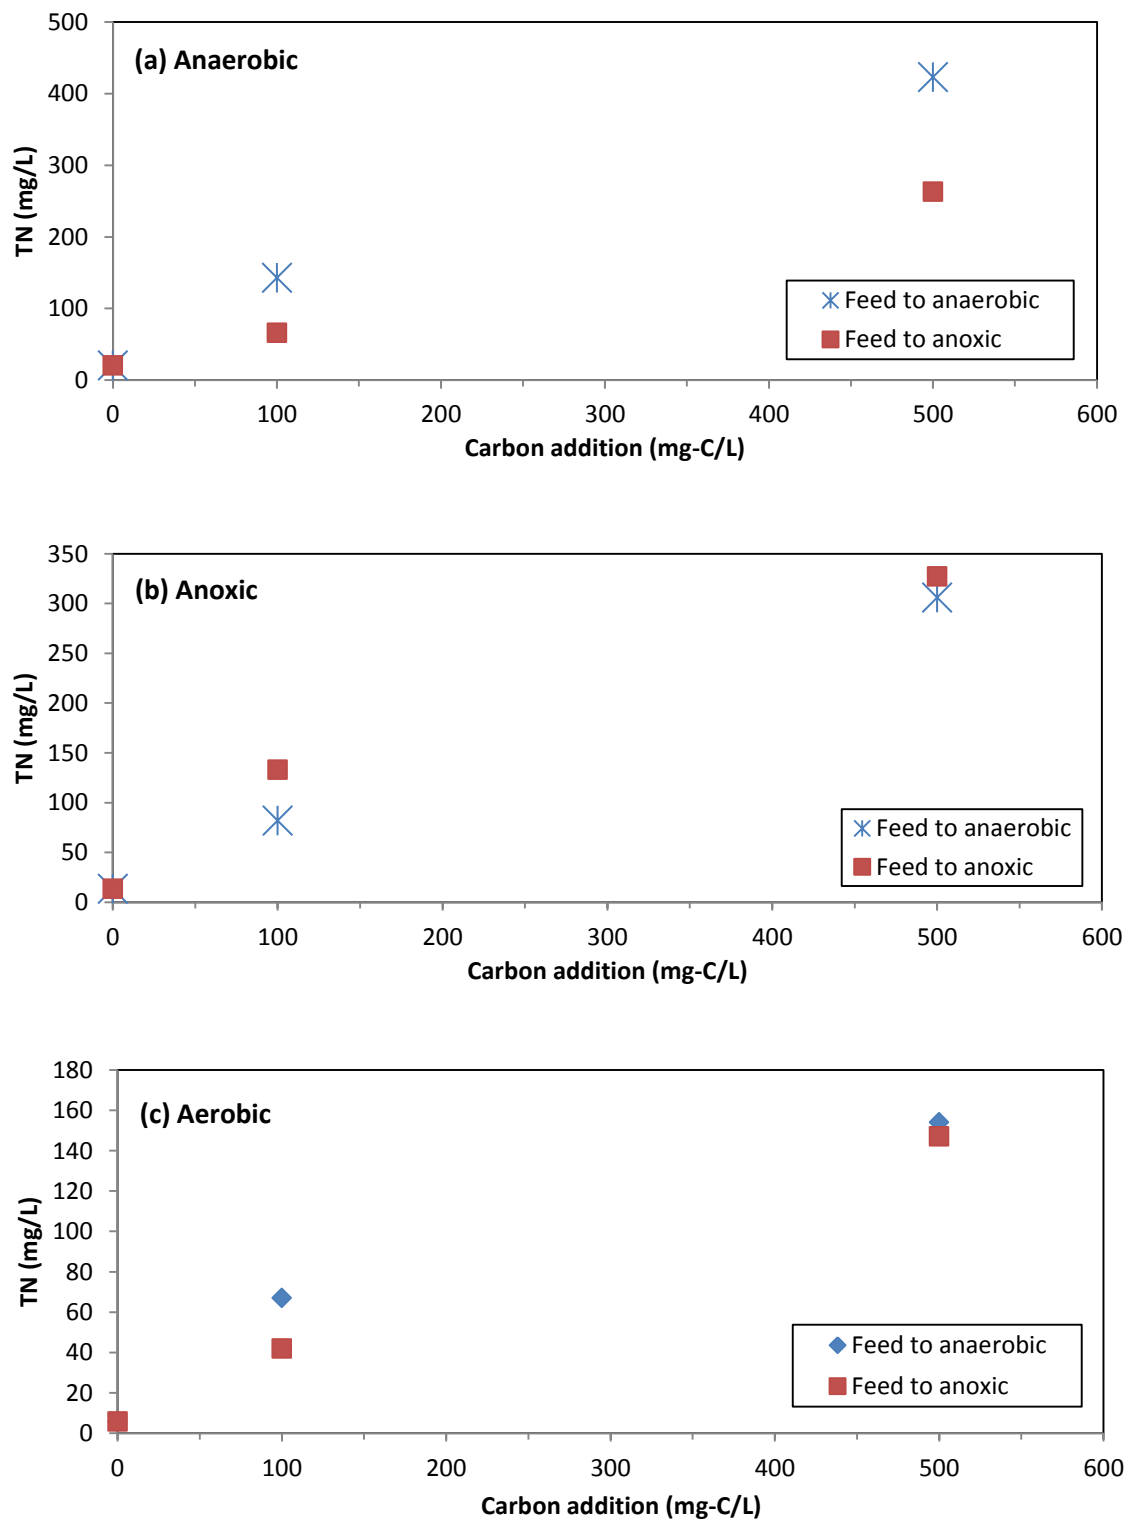 (a) Anaerobic
TN (mg/L)
500
400
300
200
100
0
0 100 200 300 400 500 600
Carbon addition (mg-C/L)
Feed to anaerobic
Feed to anoxic
(b) Anoxic
TN (mg/L)
350
300
250
200
150
100
50
0
0 100 200 300 400 500 600
Carbon addition (mg-C/L)
Feed to anaerobic
Feed to anoxic
(c) Aerobic
TN (mg/L)
180
160
140
120
100
80
60
40
20
0
0 100 200 300 400 500 600
Carbon addition (mg-C/L)
Feed to anaerobic
Feed to anoxic